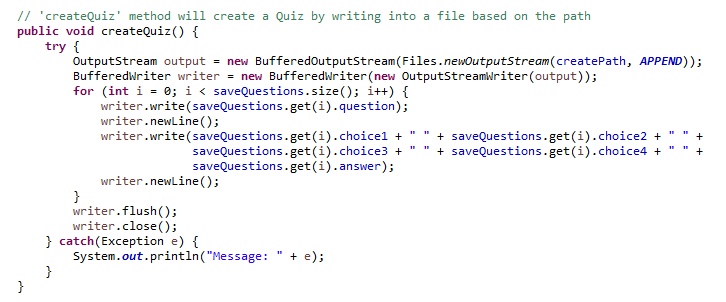 // 'createQuiz' method will create a Quiz by writing into a file based on the path
public void createQuiz() {
    try {
        OutputStream output = new BufferedOutputStream(Files.newOutputStream(createPath, APPEND));
        BufferedWriter writer = new BufferedWriter(new OutputStreamWriter(output));
        for (int i = 0; i < saveQuestions.size(); i++) {
            writer.write(saveQuestions.get(i).question);
            writer.newLine();
            writer.write(saveQuestions.get(i).choice1 + " " + saveQuestions.get(i).choice2 + " " +
                         saveQuestions.get(i).choice3 + " " + saveQuestions.get(i).choice4 + " " +
                         saveQuestions.get(i).answer);
            writer.newLine();
        }
        writer.flush();
        writer.close();
    } catch(Exception e) {
        System.out.println("Message: " + e);
    }
}